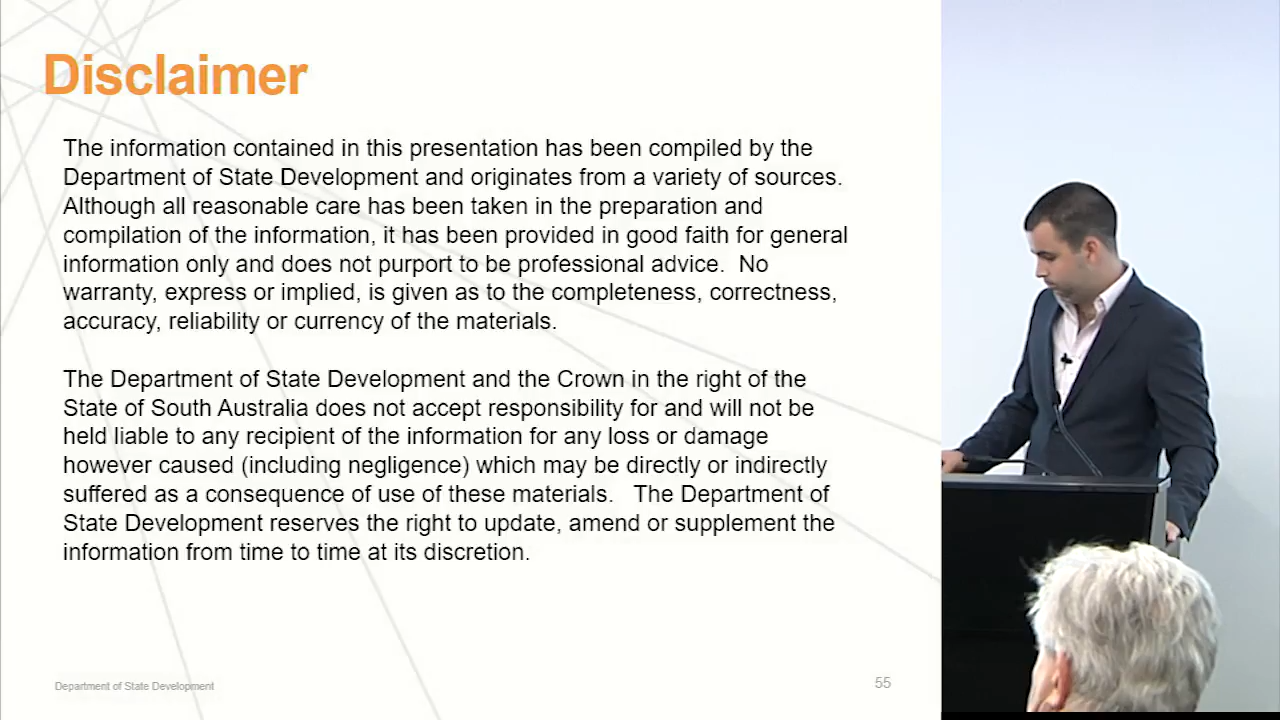 Disclaimer
The information contained in this presentation has been compiled by the
Department of State Development and originates from a variety of sources.
Although all reasonable care has been taken in the preparation and
compilation of the information, it has been provided in good faith for general
information only and does not purport to be professional advice.  No
warranty, express or implied, is given as to the completeness, correctness,
accuracy, reliability or currency of the materials.
The Department of State Development and the Crown in the right of the
State of South Australia does not accept responsibility for and will not be
held liable to any recipient of the information for any loss or damage
however caused (including negligence) which may be directly or indirectly
suffered as a consequence of use of these materials.   The Department of
State Development reserves the right to update, amend or supplement the
information from time to time at its discretion.
Department of State Development
55